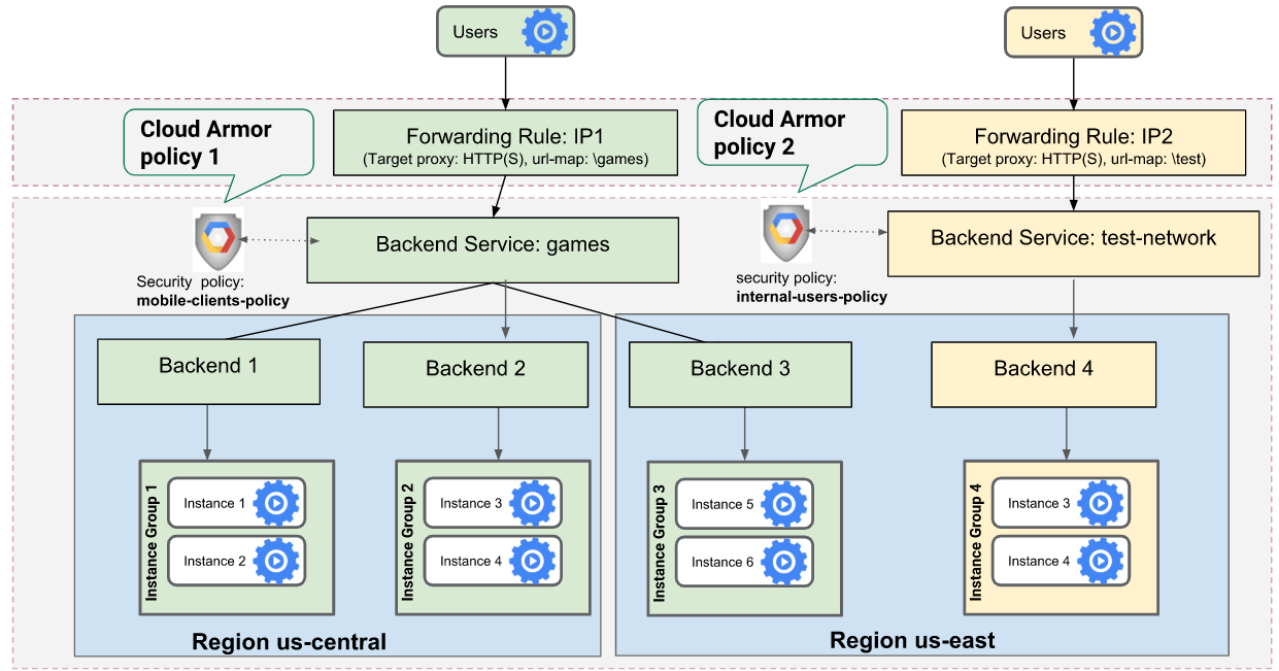 Users
Users
Cloud Armor
policy 1
Forwarding Rule: IP1
(Target proxy: HTTP(S), url-map: \games)
Cloud Armor
policy 2
Forwarding Rule: IP2
(Target proxy: HTTP(S), url-map: \test)
Backend Service: games
Backend Service: test-network
Security policy:
mobile-clients-policy
security policy:
internal-users-policy
Backend 1
Backend 2
Backend 3
Backend 4
Instance Group 1
Instance 1
Instance 2
Instance Group 2
Instance 3
Instance 4
Instance Group 3
Instance 5
Instance 6
Instance Group 4
Instance 3
Instance 4
Region us-central
Region us-east